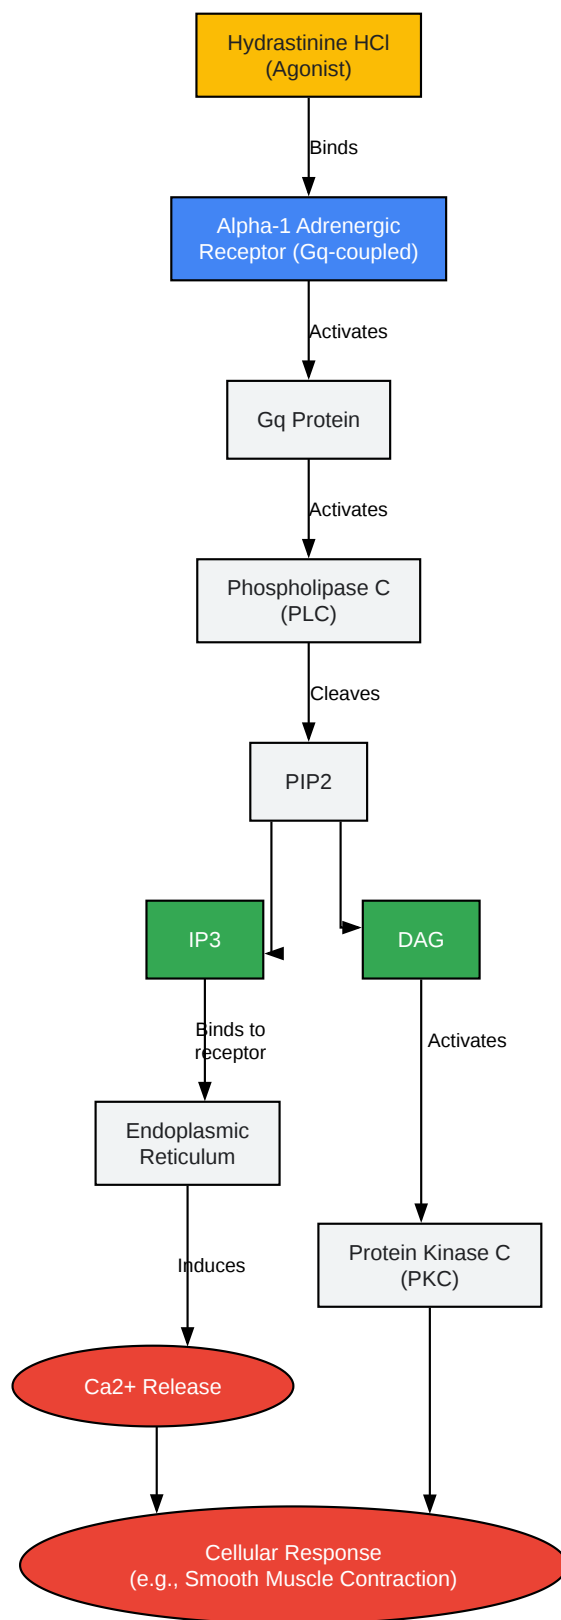 Hydrastinine HCl
(Agonist)
Binds
Alpha-1 Adrenergic
Receptor (Gq-coupled)
Activates
Gq Protein
Activates
Phospholipase C
(PLC)
Cleaves
PIP2
IP3
DAG
Binds to
receptor
Activates
Endoplasmic
Reticulum
Protein Kinase C
(PKC)
Induces
Ca2+ Release
Cellular Response
(e.g., Smooth Muscle Contraction)